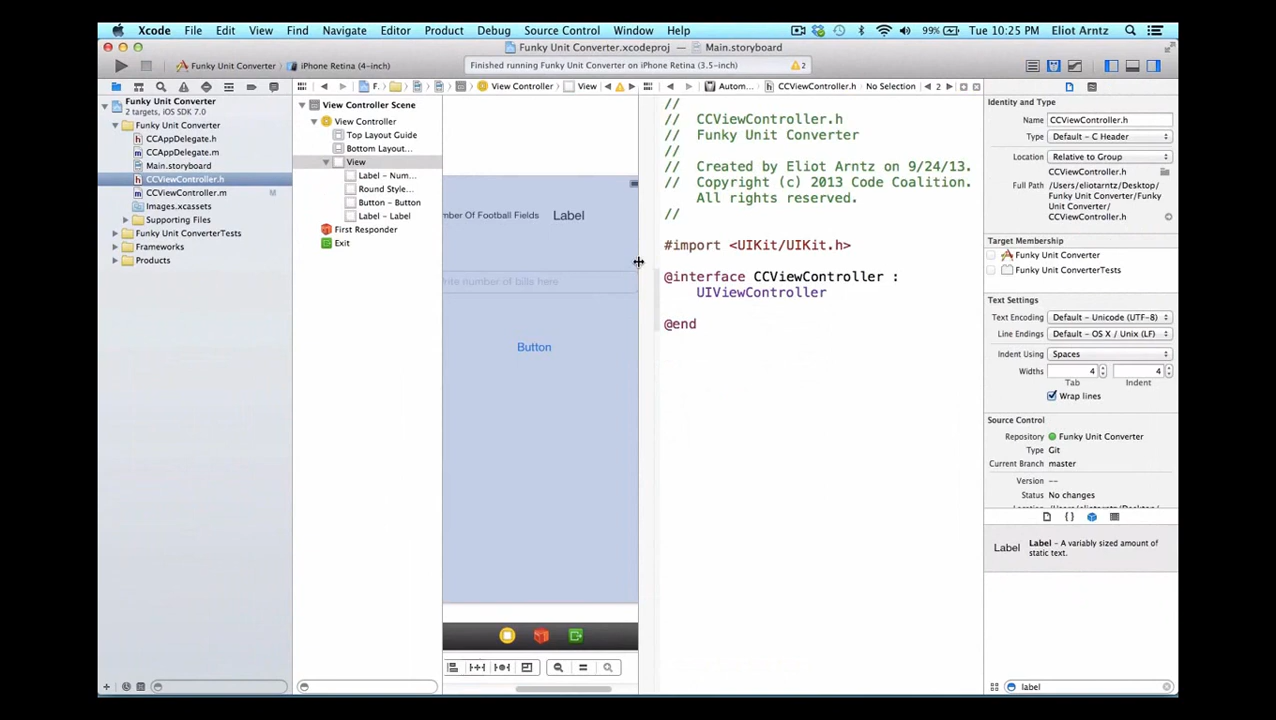 Xcode File Edit View Find Navigate Editor Product Debug Source Control Window Help 99% Tue 10:25 PM Eliot Arntz
Funky Unit Converter.xcodeproj — Main.storyboard
Funky Unit Converter iPhone Retina (4-inch) Finished running Funky Unit Converter on iPhone Retina (3.5-inch) 2
F. View Controller View Autom... CCViewController.h No Selection 2
Funky Unit Converter
2 targets, iOS SDK 7.0
Funky Unit Converter
CCAppDelegate.h
CCAppDelegate.m
Main.storyboard
CCViewController.h
CCViewController.m M
Images.xcassets
Supporting Files
Funky Unit ConverterTests
Frameworks
Products
View Controller Scene
View Controller
Top Layout Guide
Bottom Layout...
View
Label – Num...
Round Style...
Button – Button
Label – Label
First Responder
Exit
ber Of Football Fields Label
rite number of bills here
Button
//
// CCViewController.h
// Funky Unit Converter
//
// Created by Eliot Arntz on 9/24/13.
// Copyright (c) 2013 Code Coalition.
All rights reserved.
//
#import <UIKit/UIKit.h>
@interface CCViewController :
UIViewController
@end
Identity and Type
Name CCViewController.h
Type Default – C Header
Location Relative to Group
CCViewController.h
Full Path /Users/eliotarntz/Desktop/
Funky Unit Converter/Funky
Unit Converter/
CCViewController.h
Target Membership
Funky Unit Converter
Funky Unit ConverterTests
Text Settings
Text Encoding Default – Unicode (UTF-8)
Line Endings Default – OS X / Unix (LF)
Indent Using Spaces
Widths 4 4
Tab Indent
Wrap lines
Source Control
Repository Funky Unit Converter
Type Git
Current Branch master
Version --
Status No changes
{ }
Label Label – A variably sized amount of
static text.
label